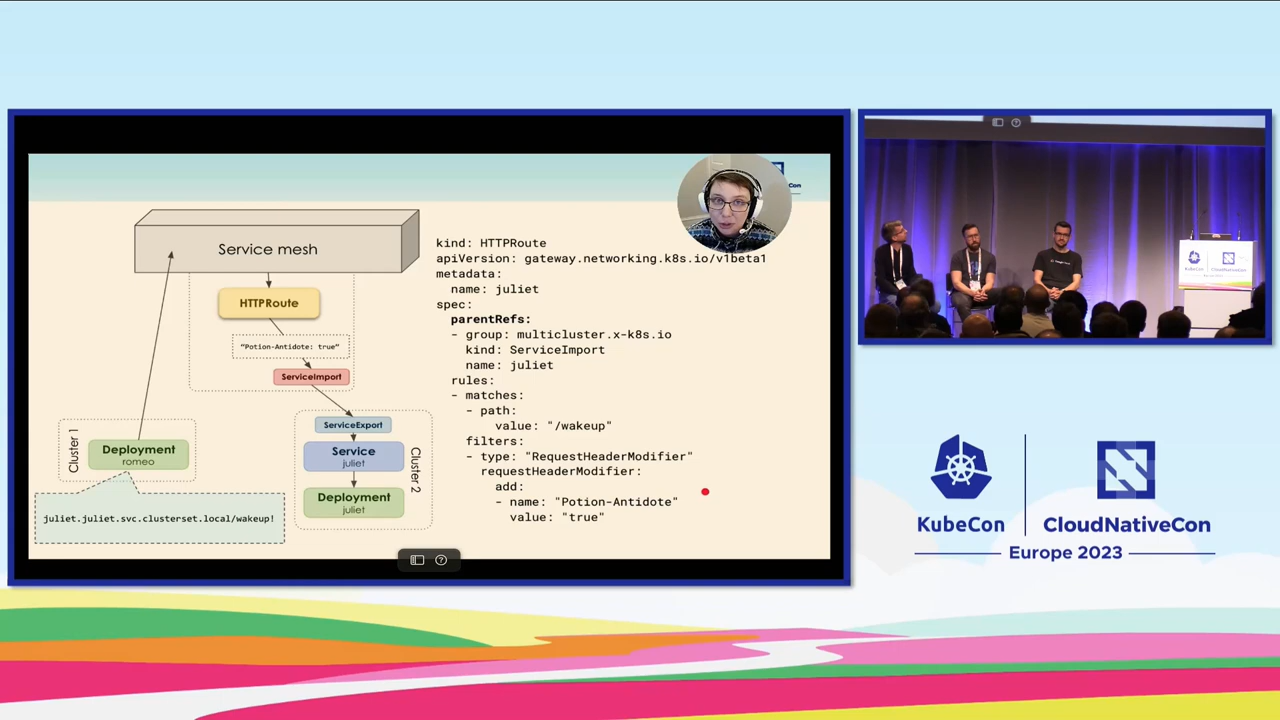 Con
Service mesh
HTTPRoute
"Potion-Antidote: true"
ServiceImport
Cluster 1
Deployment
romeo
juliet.juliet.svc.clusterset.local/wakeup!
ServiceExport
Service
juliet
Deployment
juliet
Cluster 2
kind: HTTPRoute
apiVersion: gateway.networking.k8s.io/v1beta1
metadata:
name: juliet
spec:
parentRefs:
- group: multicluster.x-k8s.io
kind: ServiceImport
name: juliet
rules:
- matches:
- path:
value: "/wakeup"
filters:
- type: "RequestHeaderModifier"
requestHeaderModifier:
add:
- name: "Potion-Antidote"
value: "true"
KubeCon
CloudNativeCon
KubeCon
CloudNativeCon
Europe 2023